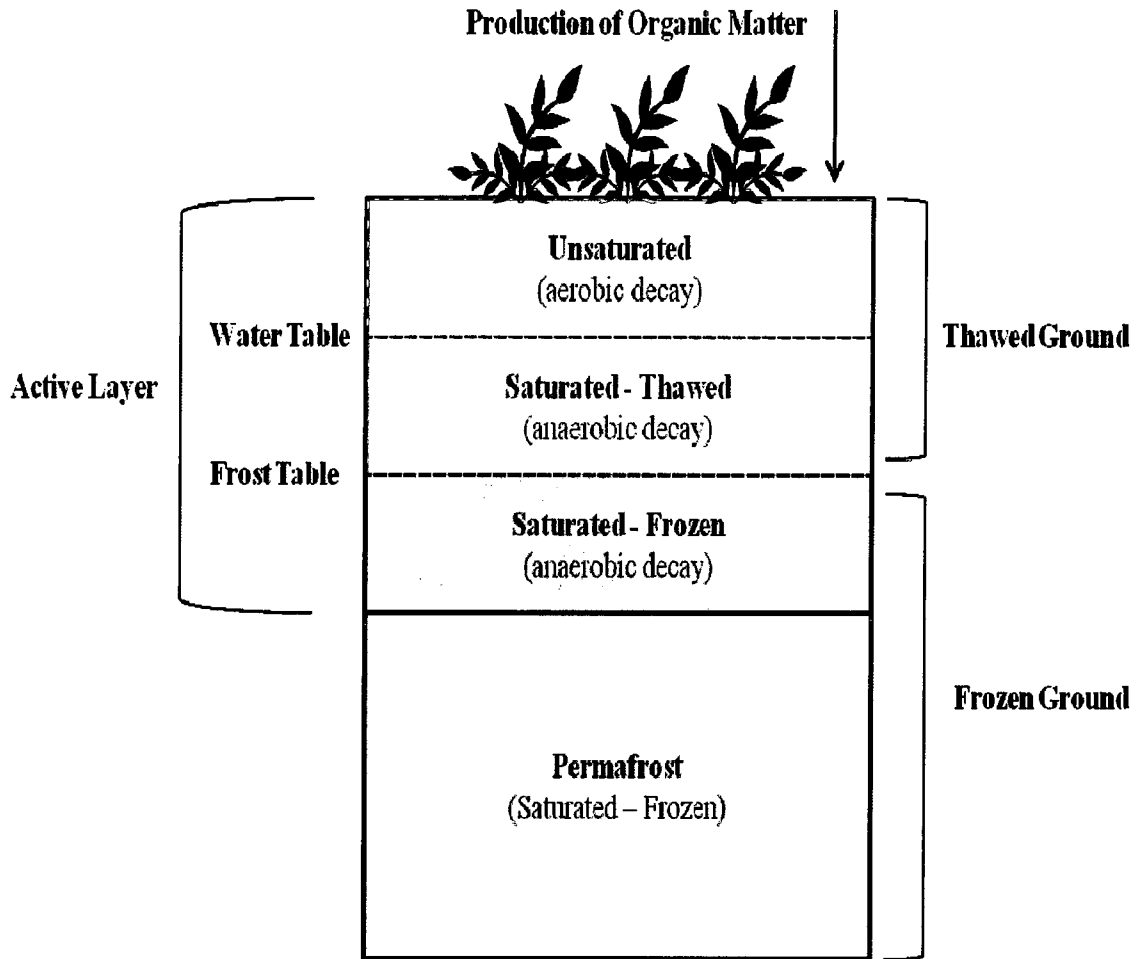 Production of Organic Matter
Unsaturated
(aerobic decay)
Water Table
Thawed Ground
Active Layer
Saturated - Thawed
(anaerobic decay)
Frost Table
Saturated - Frozen
(anaerobic decay)
Frozen Ground
Permafrost
(Saturated – Frozen)